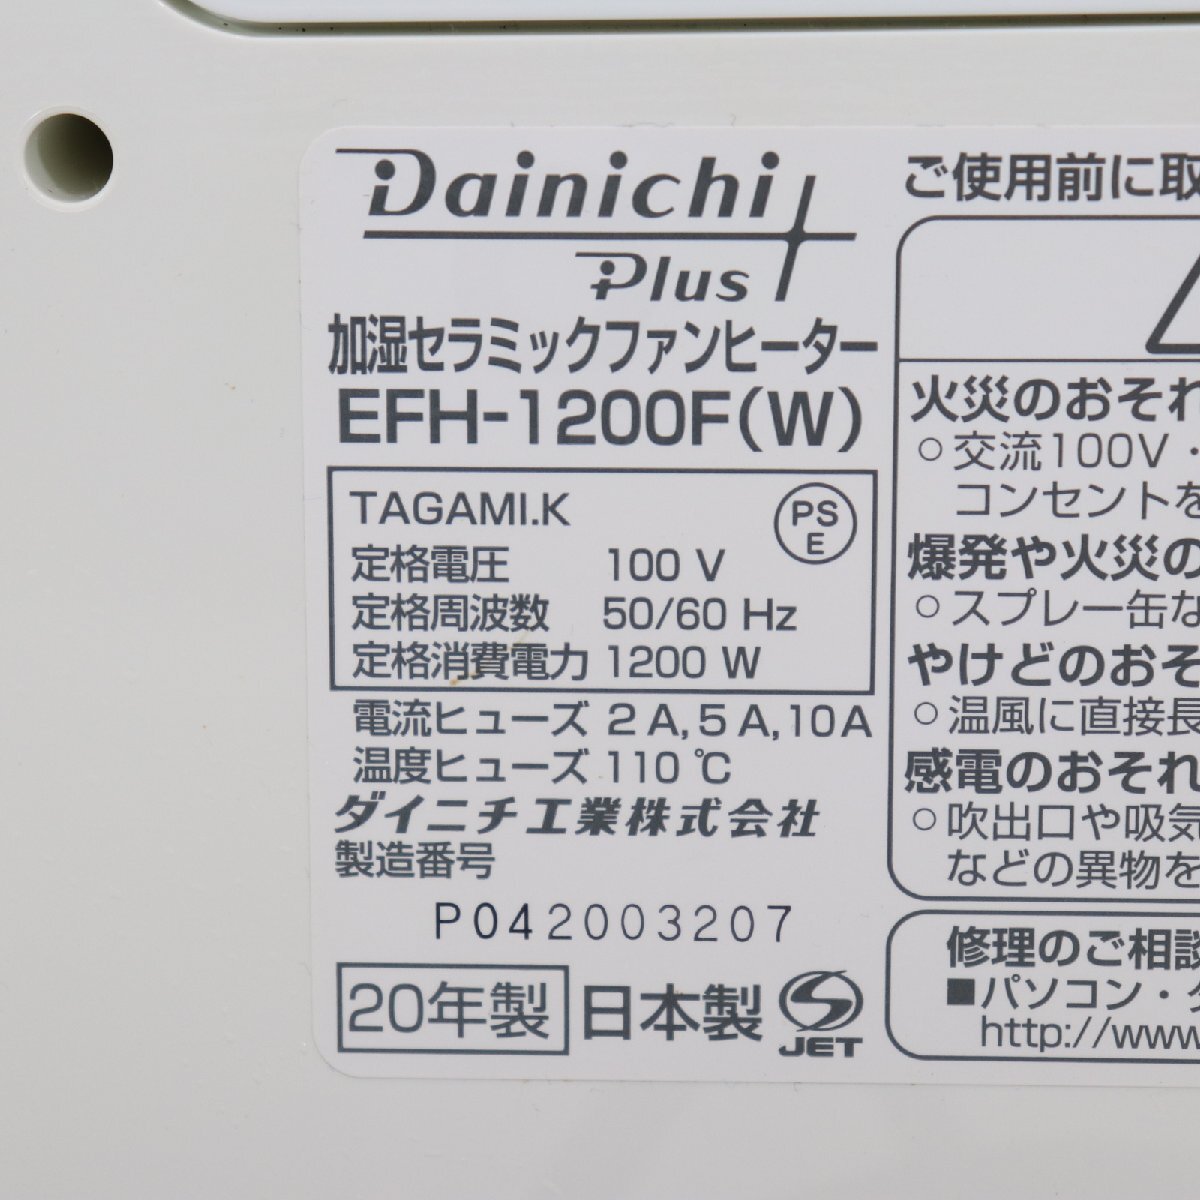 Dainichi
Plus
加湿セラミックファンヒーター
EFH-1200F(W)
TAGAMI.K
PS
E
定格電圧 100 V
定格周波数 50/60 Hz
定格消費電力 1200 W
電流ヒューズ 2 A, 5 A, 10A
温度ヒューズ 110 ℃
ダイニチ工業株式会社
製造番号
P042003207
20年製 日本製
JET
ご使用前に取
火災のおそれ
○交流100V・
コンセントを
爆発や火災の
○スプレー缶な
やけどのおそ
○温風に直接長
感電のおそれ
○吹出口や吸気
などの異物を
修理のご相談
■パソコン・
http://www